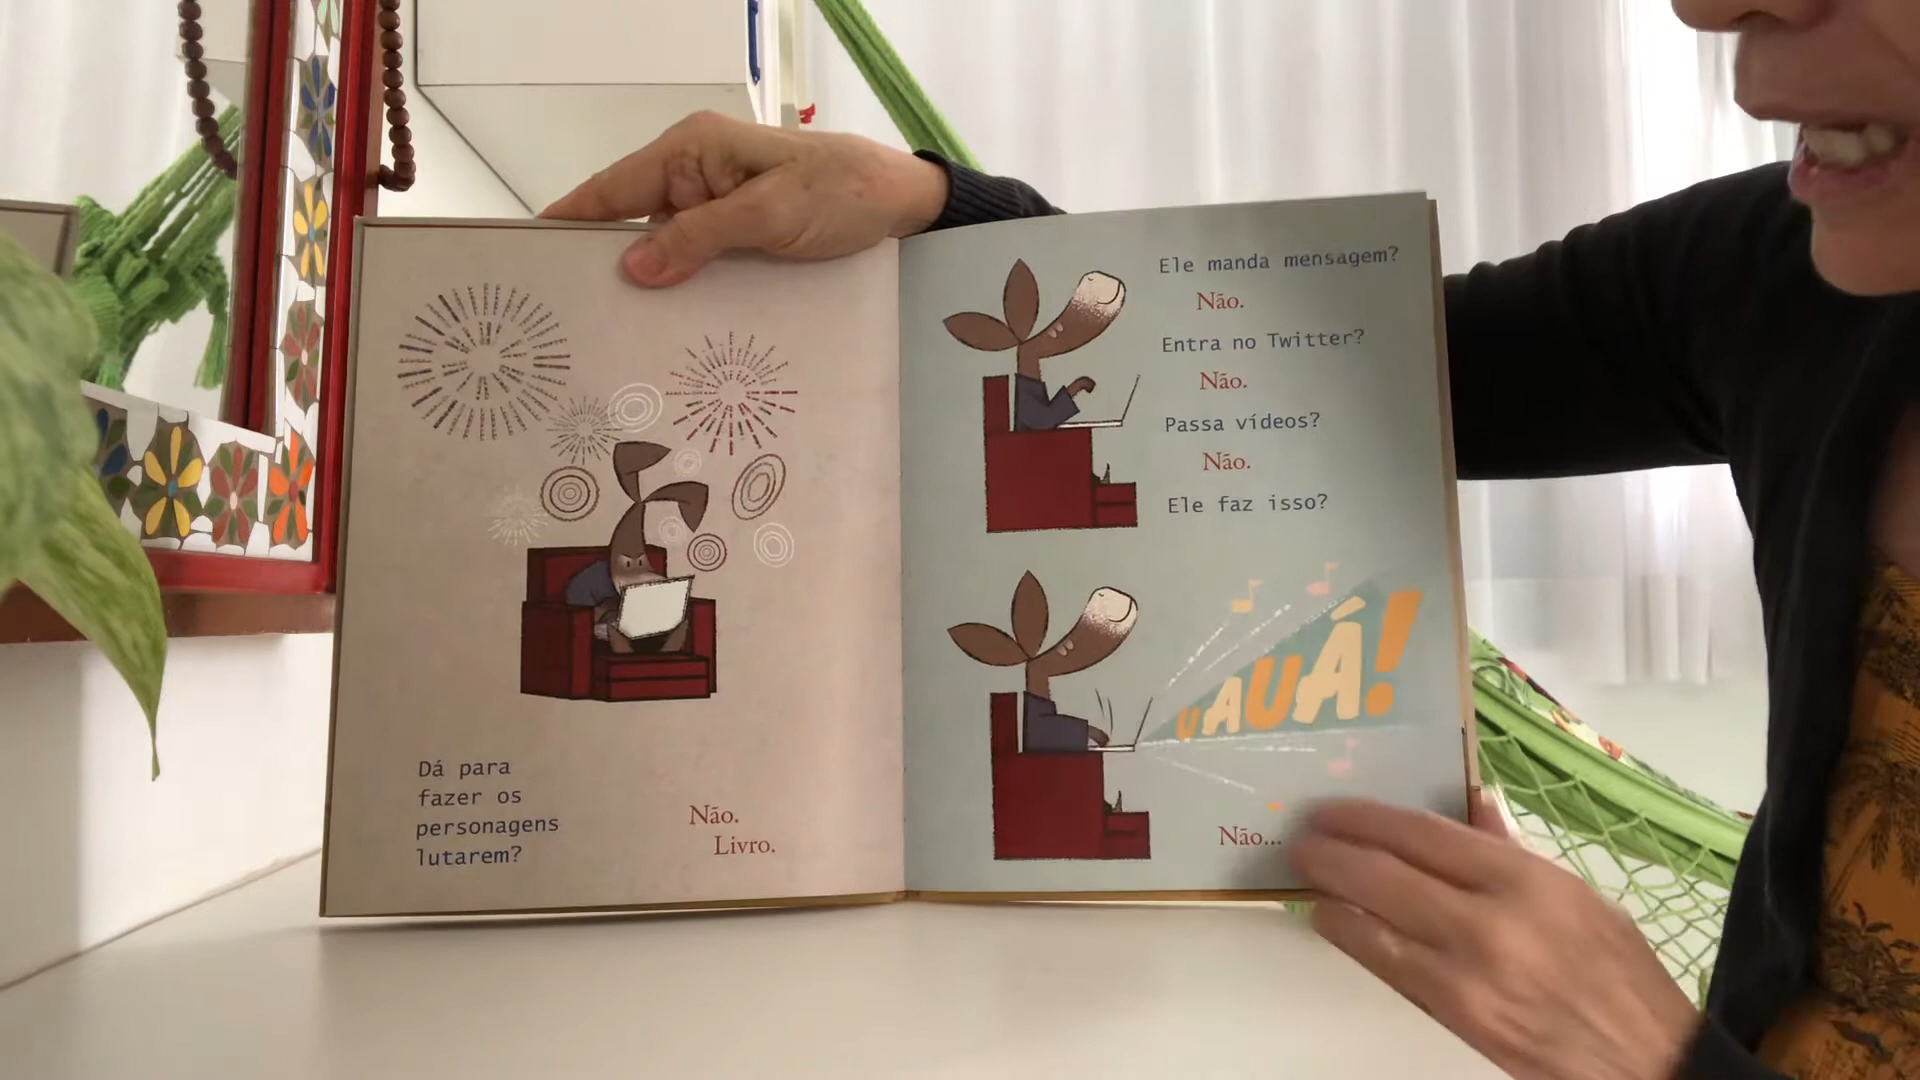 Dá para
fazer os
personagens
lutarem?
Não.
Livro.
Ele manda mensagem?
Não.
Entra no Twitter?
Não.
Passa vídeos?
Não.
Ele faz isso?
UAUÁ!
Não...